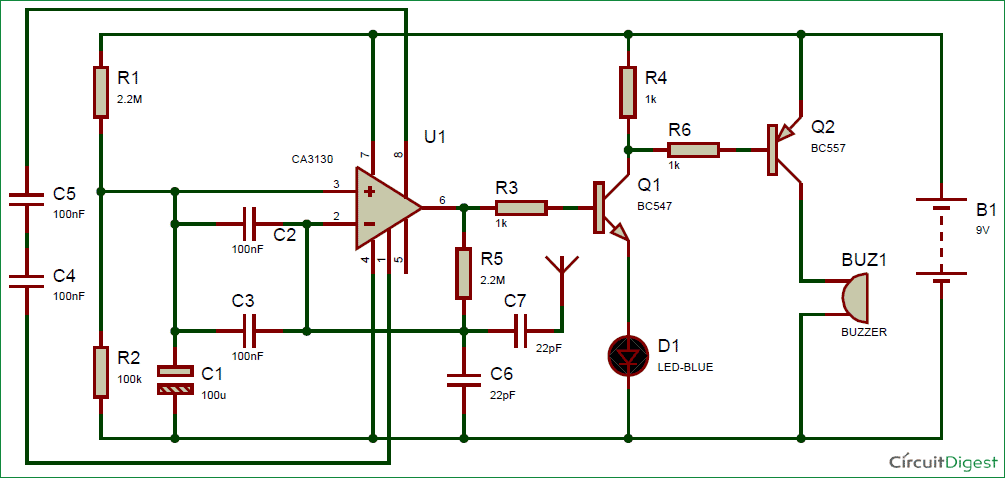 R1
2.2M
C5
100nF
C4
100nF
R2
100k
C1
100u
C2
100nF
C3
100nF
CA3130
U1
7
8
3
2
6
4
1
5
R3
1k
R5
2.2M
C7
22pF
C6
22pF
R4
1k
R6
1k
Q1
BC547
Q2
BC557
D1
LED-BLUE
BUZ1
BUZZER
B1
9V
CírcuitDigest